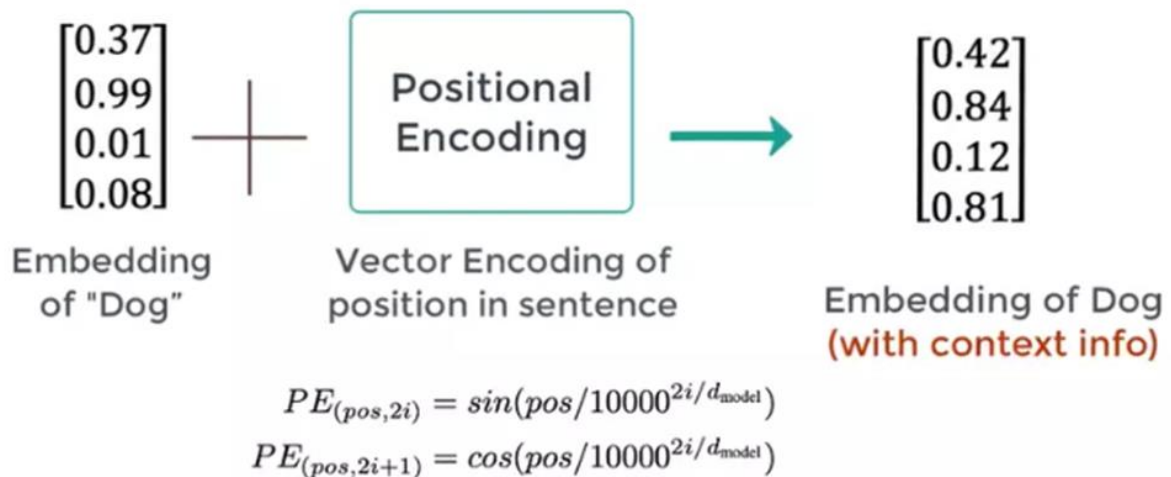 [0.37]
[0.99]
[0.01]
[0.08]
+
Positional
Encoding
[0.42]
[0.84]
[0.12]
[0.81]
Embedding
of "Dog”
Vector Encoding of
position in sentence
Embedding of Dog
(with context info)
PE(pos,2i) = sin(pos/10000^2i/dmodel)
PE(pos,2i+1) = cos(pos/10000^2i/dmodel)